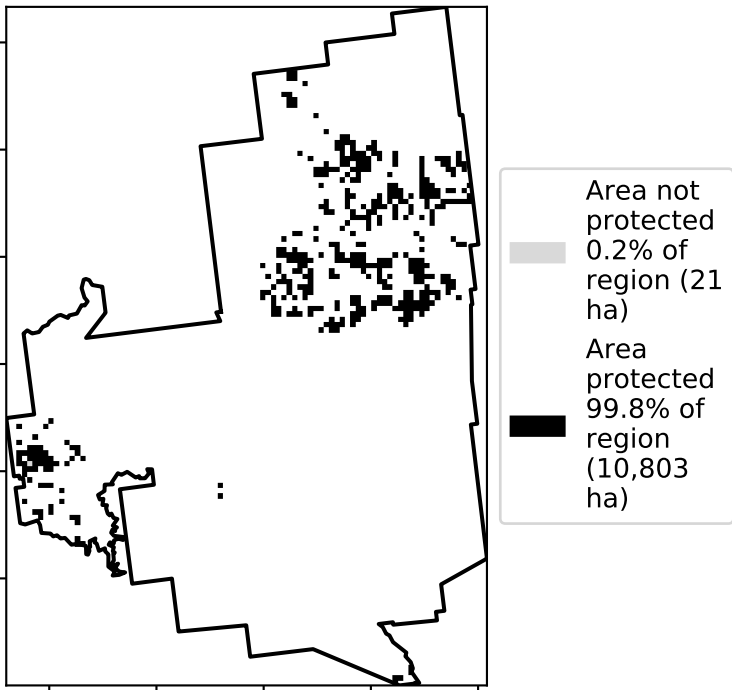 Area not
protected
0.2% of
region (21
ha)
Area
protected
99.8% of
region
(10,803
ha)